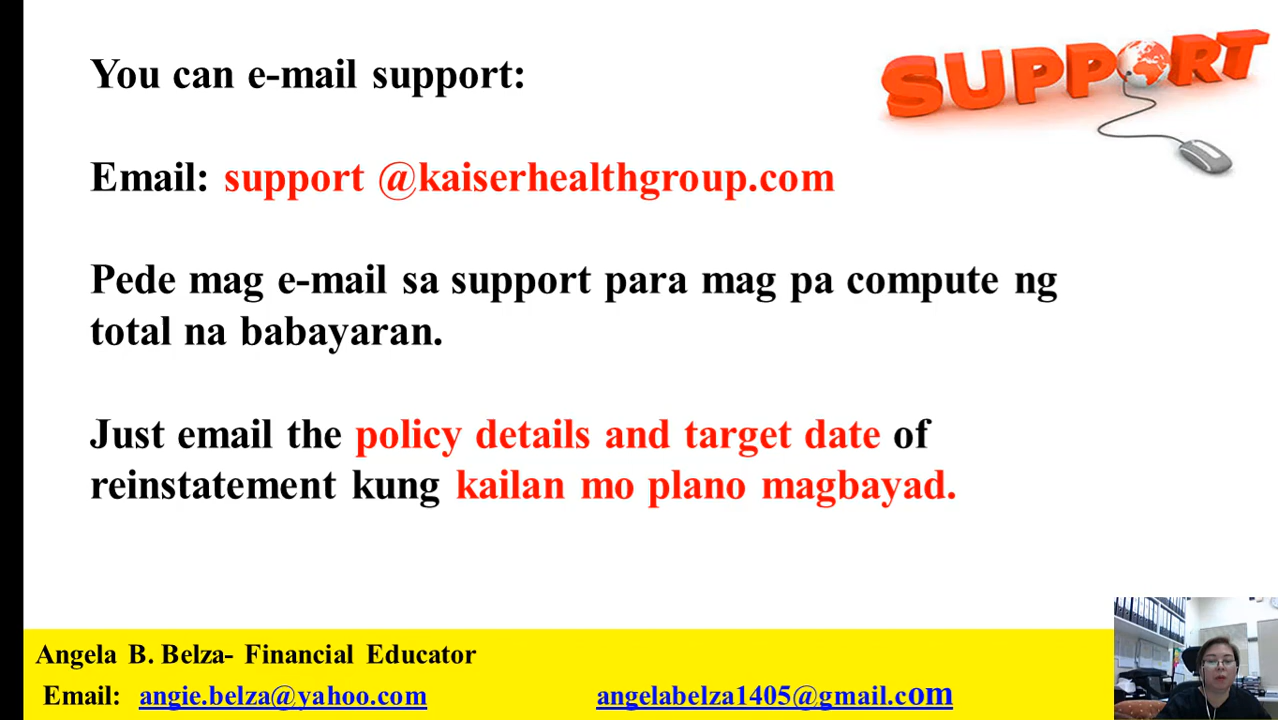 SUPPORT
You can e-mail support:
Email: support @kaiserhealthgroup.com
Pede mag e-mail sa support para mag pa compute ng
total na babayaran.
Just email the policy details and target date of
reinstatement kung kailan mo plano magbayad.
Angela B. Belza- Financial Educator
Email: angie.belza@yahoo.com angelabelza1405@gmail.com